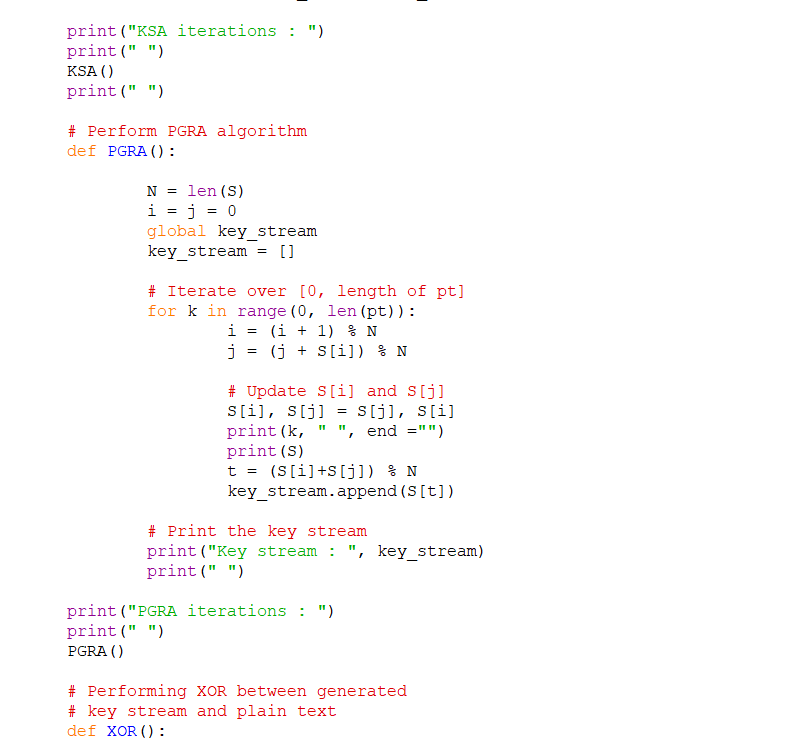 print("KSA iterations : ")
print(" ")
KSA()
print(" ")
# Perform PGRA algorithm
def PGRA():
N = len(S)
i = j = 0
global key_stream
key_stream = []
# Iterate over [0, length of pt]
for k in range(0, len(pt)):
i = (i + 1) % N
j = (j + S[i]) % N
# Update S[i] and S[j]
S[i], S[j] = S[j], S[i]
print(k, " ", end ="")
print(S)
t = (S[i]+S[j]) % N
key_stream.append(S[t])
# Print the key stream
print("Key stream : ", key_stream)
print(" ")
print("PGRA iterations : ")
print(" ")
PGRA()
# Performing XOR between generated
# key stream and plain text
def XOR():